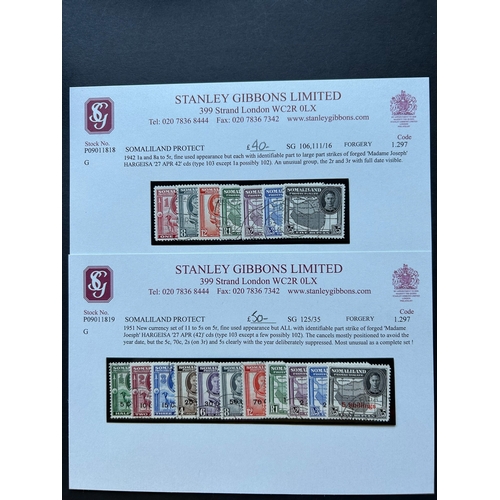 STANLEY GIBBONS LIMITED
399 Strand London WC2R 0LX
Tel: 020 7836 8444 Fax: 020 7836 7342 www.stanleygibbons.com
Stock No.
P09011818
SOMALILAND PROTECT £40- SG 106,111/16 FORGERY
Code
1.297
G
1942 1a and 8a to 5r, fine used appearance but each with identifiable part to large part strikes of forged 'Madame Joseph'
HARGEISA '27 APR 42' cds (type 103 except 1a possibly 102). An unusual group, the 2r and 3r with full date visible.
STANLEY GIBBONS LIMITED
399 Strand London WC2R 0LX
Tel: 020 7836 8444 Fax: 020 7836 7342 www.stanleygibbons.com
Stock No.
P09011819
SOMALILAND PROTECT £50- SG 125/35 FORGERY
Code
1.297
G
1951 New currency set of 11 to 5s on 5r, fine used appearance but ALL with identifiable part strike of forged 'Madame
Joseph' HARGEISA '27 APR (42)' cds (type 103 except a few possibly 102). The cancels mostly positioned to avoid the
year date, but the 5c, 70c, 2s (on 3r) and 5s clearly with the year deliberately suppressed. Most unusual as a complete set !
SOMALILAND